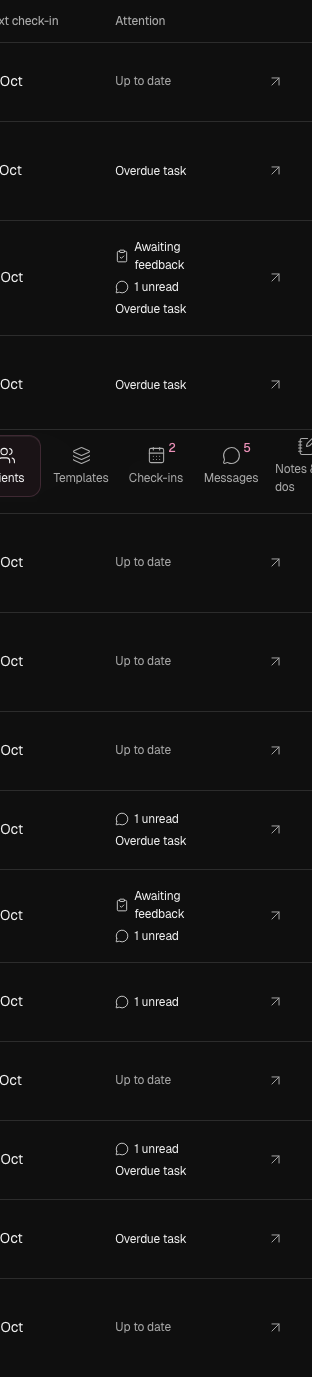 xt check-in Attention
Oct Up to date
Oct Overdue task
Awaiting
feedback
Oct 1 unread
Overdue task
Oct Overdue task
2 5
ients Templates Check-ins Messages Notes &
dos
Oct Up to date
Oct Up to date
Oct Up to date
1 unread
Oct
Overdue task
Awaiting
feedback
Oct
1 unread
Oct 1 unread
Oct Up to date
1 unread
Oct
Overdue task
Oct Overdue task
Oct Up to date